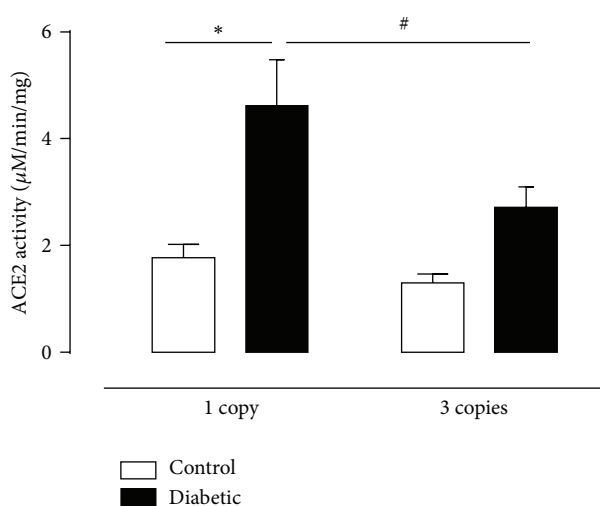 6
* #
4
2
0
ACE2 activity (μM/min/mg)
1 copy 3 copies
Control
Diabetic